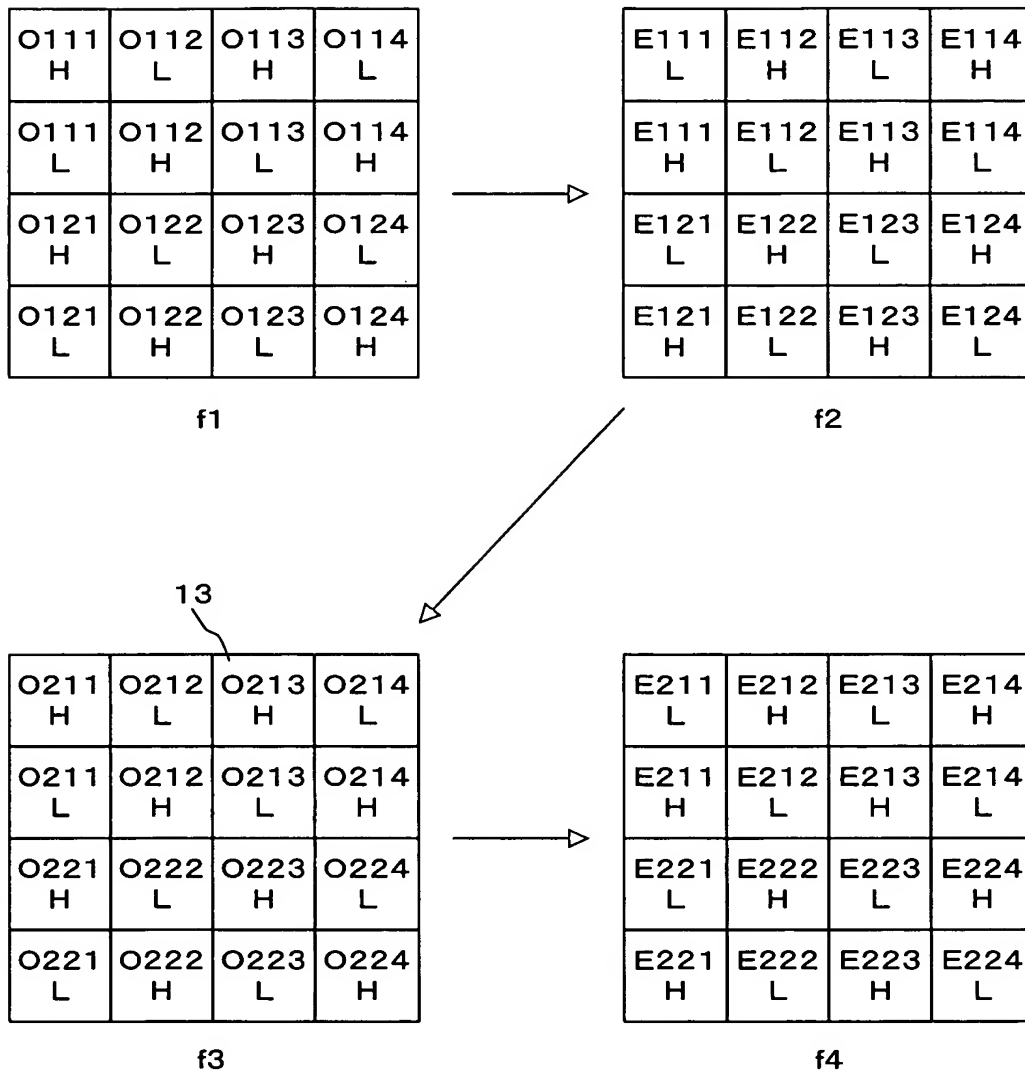 O111 O112 O113 O114
H L H L
O111 O112 O113 O114
L H L H
O121 O122 O123 O124
H L H L
O121 O122 O123 O124
L H L H
f1
E111 E112 E113 E114
L H L H
E111 E112 E113 E114
H L H L
E121 E122 E123 E124
L H L H
E121 E122 E123 E124
H L H L
f2
13
O211 O212 O213 O214
H L H L
O211 O212 O213 O214
L H L H
O221 O222 O223 O224
H L H L
O221 O222 O223 O224
L H L H
f3
E211 E212 E213 E214
L H L H
E211 E212 E213 E214
H L H L
E221 E222 E223 E224
L H L H
E221 E222 E223 E224
H L H L
f4